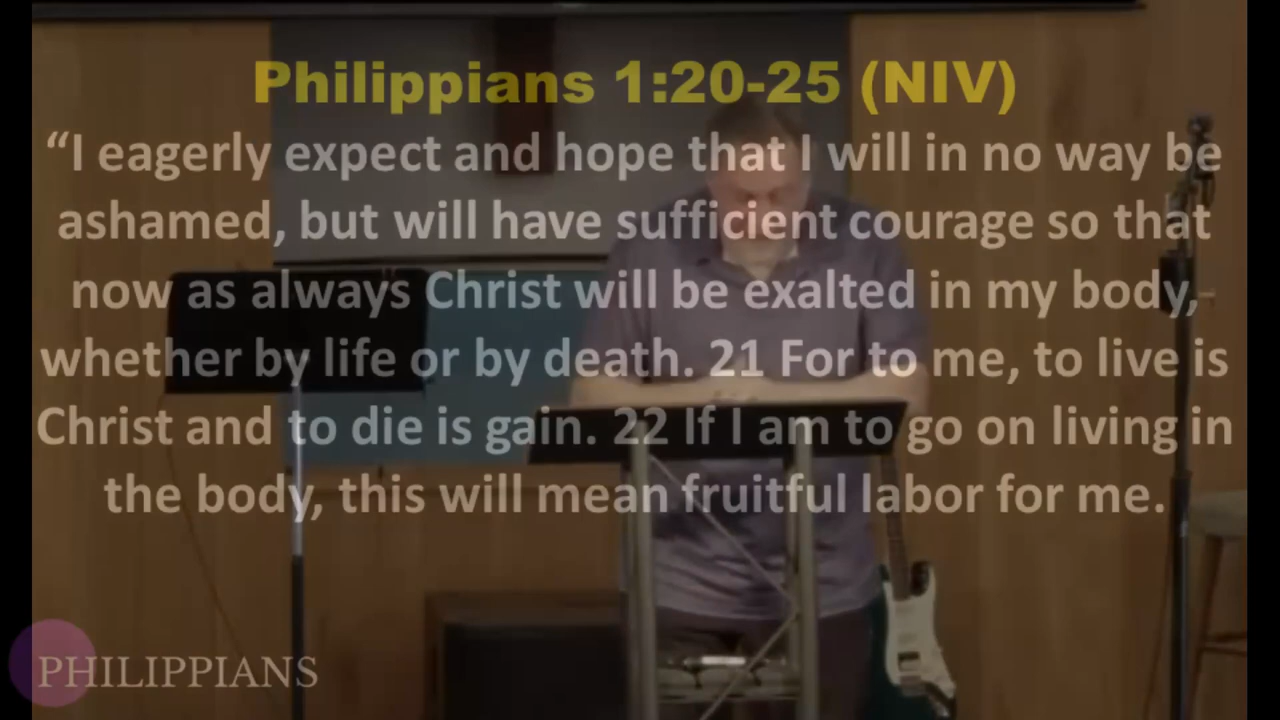 Philippians 1:20-25 (NIV)
“I eagerly expect and hope that I will in no way be
ashamed, but will have sufficient courage so that
now as always Christ will be exalted in my body,
whether by life or by death. 21 For to me, to live is
Christ and to die is gain. 22 If I am to go on living in
the body, this will mean fruitful labor for me.
PHILIPPIANS